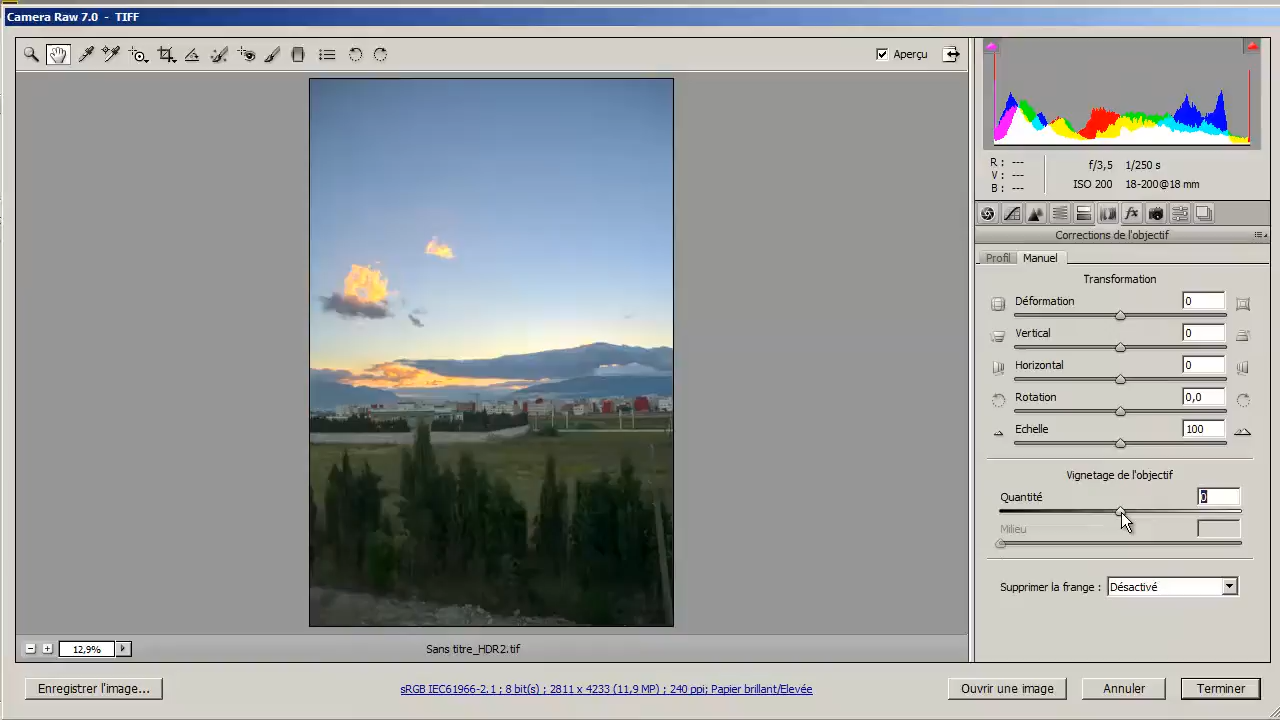 Camera Raw 7.0 - TIFF
Aperçu
R : ---
V : ---
B : ---
f/3,5 1/250 s
ISO 200 18-200@18 mm
Corrections de l'objectif
Profil Manuel
Transformation
Déformation 0
Vertical 0
Horizontal 0
Rotation 0,0
Echelle 100
Vignetage de l'objectif
Quantité 0
Milieu
Supprimer la frange : Désactivé
12,9%
Sans titre_HDR2.tif
Enregistrer l'image...
sRGB IEC61966-2.1 ; 8 bit(s) ; 2811 x 4233 (11,9 MP) ; 240 ppi; Papier brillant/Elevée
Ouvrir une image
Annuler
Terminer